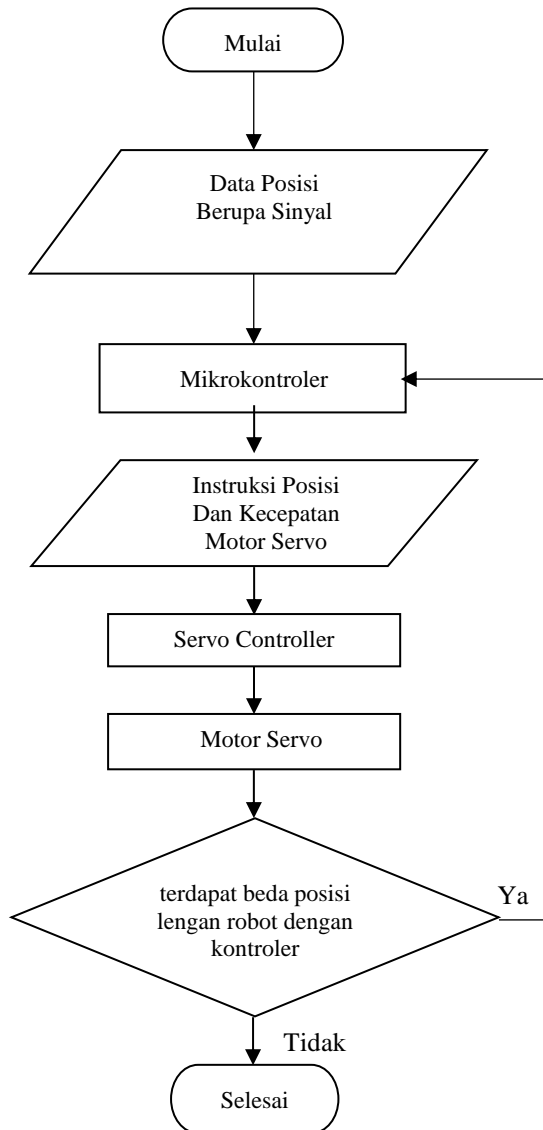 Mulai
Data Posisi
Berupa Sinyal
Mikrokontroler
Instruksi Posisi
Dan Kecepatan
Motor Servo
Servo Controller
Motor Servo
terdapat beda posisi
lengan robot dengan
kontroler
Ya
Tidak
Selesai